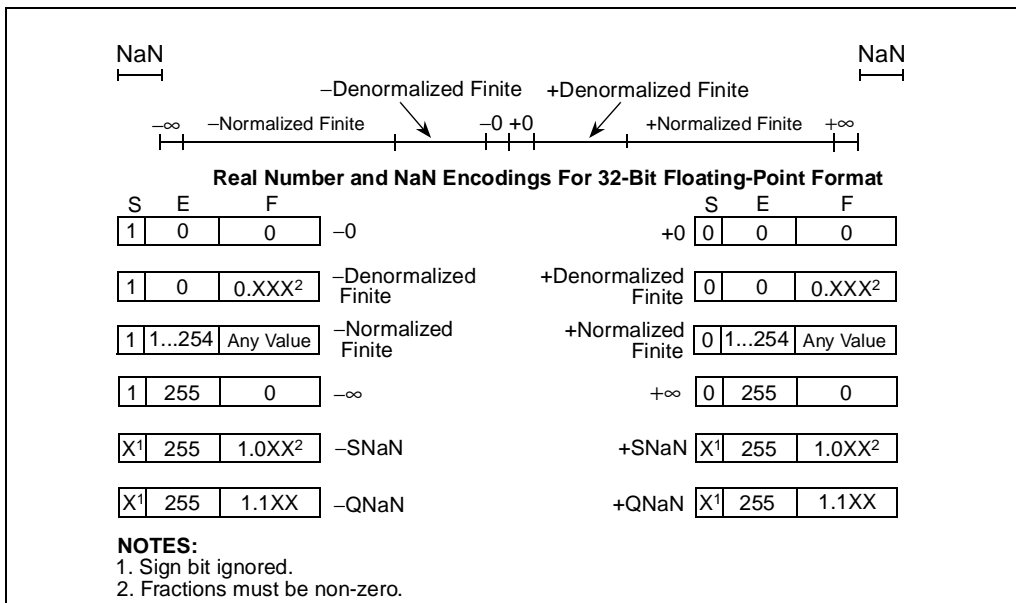 NaN NaN
−Denormalized Finite +Denormalized Finite
−∞ −Normalized Finite −0 +0 +Normalized Finite +∞
Real Number and NaN Encodings For 32-Bit Floating-Point Format
S E F S E F
1 0 0 −0 +0 0 0 0
1 0 0.XXX² −Denormalized Finite +Denormalized Finite 0 0 0.XXX²
1 1...254 Any Value −Normalized Finite +Normalized Finite 0 1...254 Any Value
1 255 0 −∞ +∞ 0 255 0
X¹ 255 1.0XX² −SNaN +SNaN X¹ 255 1.0XX²
X¹ 255 1.1XX −QNaN +QNaN X¹ 255 1.1XX
NOTES:
1. Sign bit ignored.
2. Fractions must be non-zero.